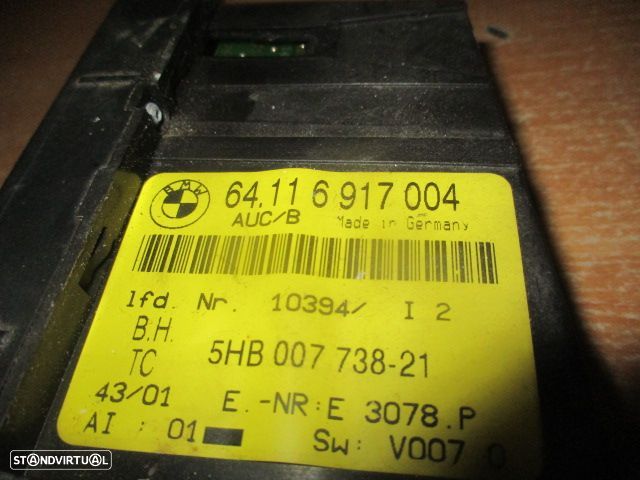 BMW
64.11 6 917 004
AUC/B Made in Germany
lfd. Nr. 10394/ I 2
B.H.
TC 5HB 007 738-21
43/01 E.-NR:E 3078.P
AI : 01 Sw: V007 0
STANDVIRTUAL